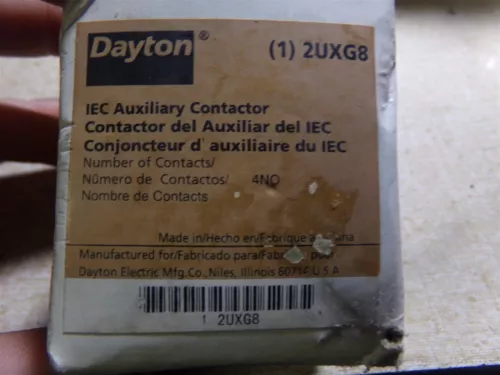 Dayton®
(1) 2UXG8
IEC Auxiliary Contactor
Contactor del Auxiliar del IEC
Conjoncteur d' auxiliaire du IEC
Number of Contacts/
Número de Contactos/ 4NO
Nombre de Contacts
Made in/Hecho en/Fabriqué
Manufactured for/Fabricado para/
Dayton Electric Mfg.Co., Niles, Illinois U.S.A.
1 2UXG8